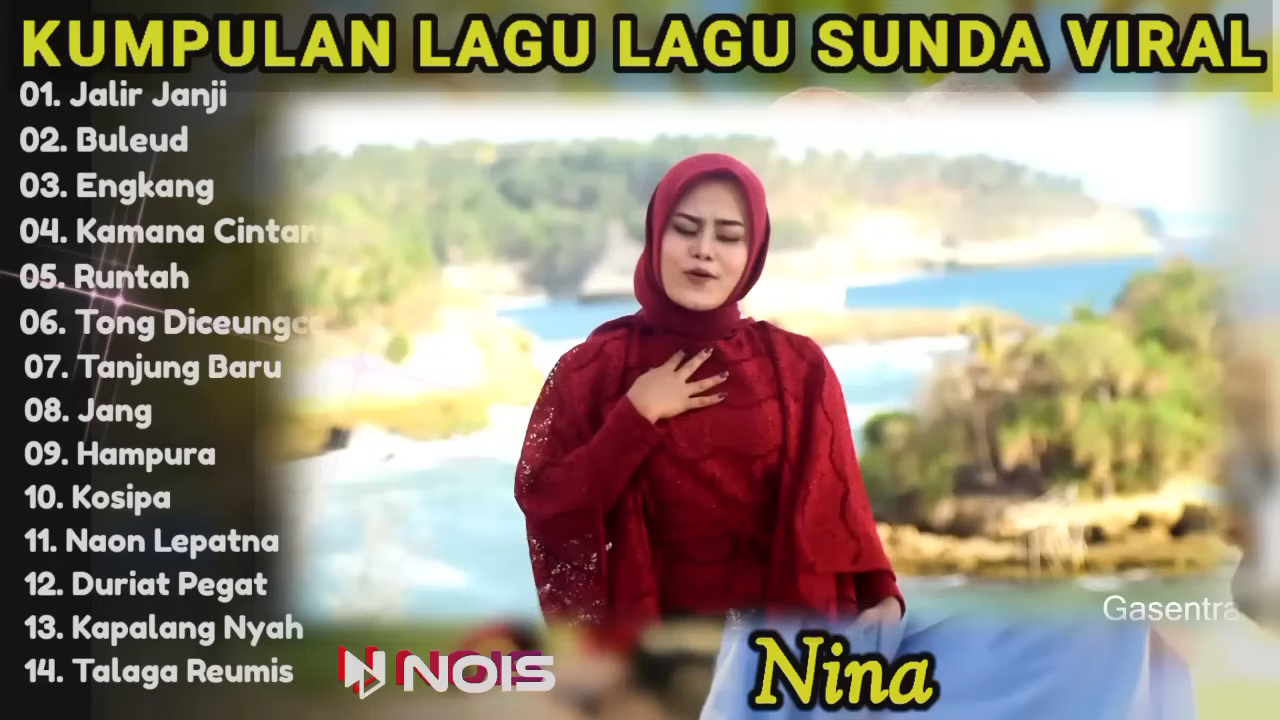 KUMPULAN LAGU LAGU SUNDA VIRAL
01. Jalir Janji
02. Buleud
03. Engkang
04. Kamana Cintan
05. Runtah
06. Tong Diceungc
07. Tanjung Baru
08. Jang
09. Hampura
10. Kosipa
11. Naon Lepatna
12. Duriat Pegat
13. Kapalang Nyah
14. Talaga Reumis
NOIS
Nina
Gasentra